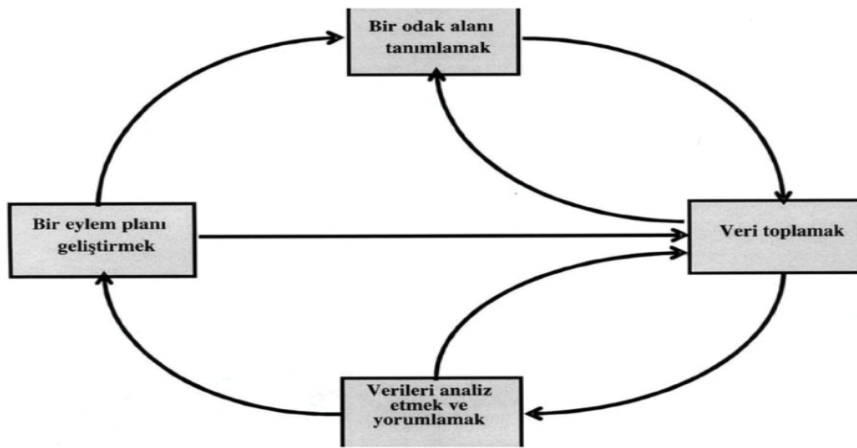 Bir odak alanı
tanımlamak
Bir eylem planı
geliştirmek
Veri toplamak
Verileri analiz
etmek ve
yorumlamak